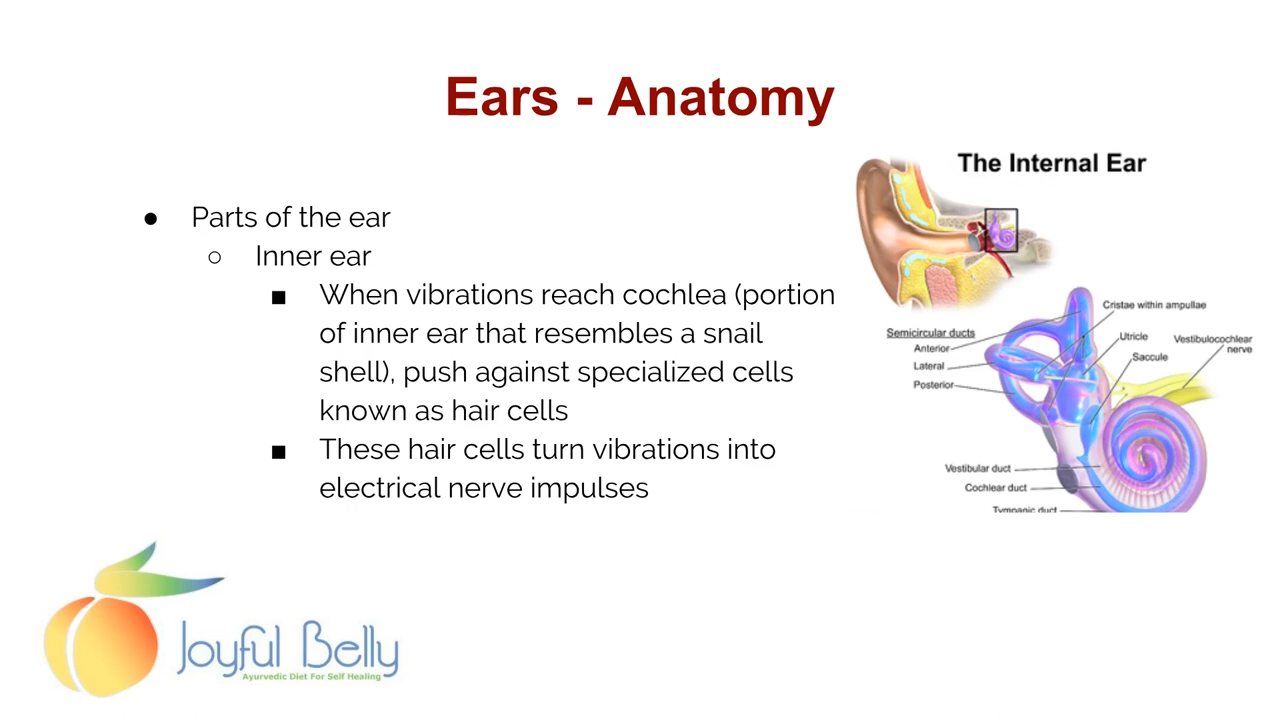 Ears - Anatomy
● Parts of the ear
○ Inner ear
■ When vibrations reach cochlea (portion
of inner ear that resembles a snail
shell), push against specialized cells
known as hair cells
■ These hair cells turn vibrations into
electrical nerve impulses
The Internal Ear
Cristae within ampullae
Semicircular ducts
Anterior
Lateral
Posterior
Utricle
Saccule
Vestibulocochlear
nerve
Vestibular duct
Cochlear duct
Tympanic duct
Joyful Belly
Ayurvedic Diet For Self Healing